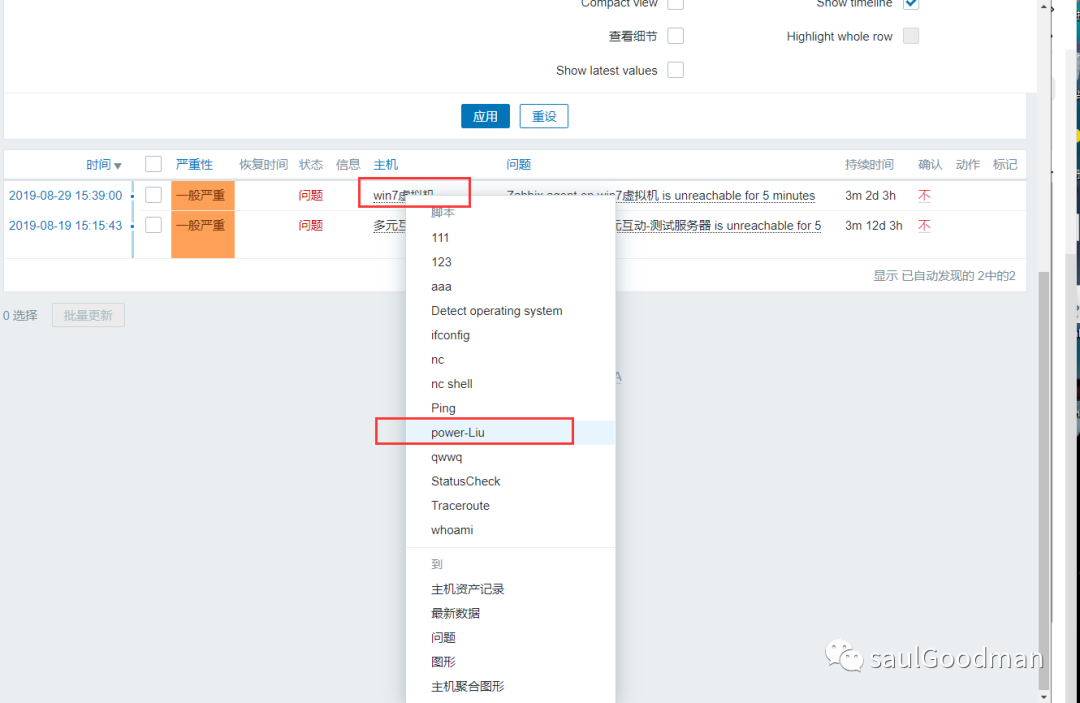 Compact view Show timeline
查看细节 Highlight whole row
Show latest values
应用 重设
时间 严重性 恢复时间 状态 信息 主机 问题 持续时间 确认 动作 标记
2019-08-29 15:39:00 一般严重 问题 win7虚拟机 Zabbix agent on win7虚拟机 is unreachable for 5 minutes 3m 2d 3h 不
2019-08-19 15:15:43 一般严重 问题 多元互 元互动-测试服务器 is unreachable for 5 3m 12d 3h 不
显示 已自动发现的 2中的2
0 选择 批量更新
脚本
111
123
aaa
Detect operating system
ifconfig
nc
nc shell
Ping
power-Liu
qwwq
StatusCheck
Traceroute
whoami
到
主机资产记录
最新数据
问题
图形
主机聚合图形
saulGoodman